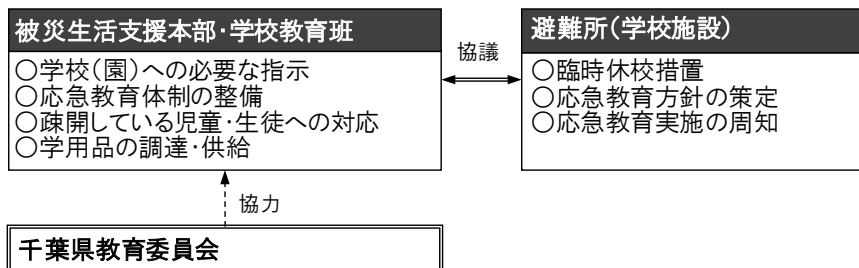 被災生活支援本部･学校教育班
○学校(園)への必要な指示
○応急教育体制の整備
○疎開している児童･生徒への対応
○学用品の調達･供給
協議
避難所(学校施設)
○臨時休校措置
○応急教育方針の策定
○応急教育実施の周知
協力
千葉県教育委員会